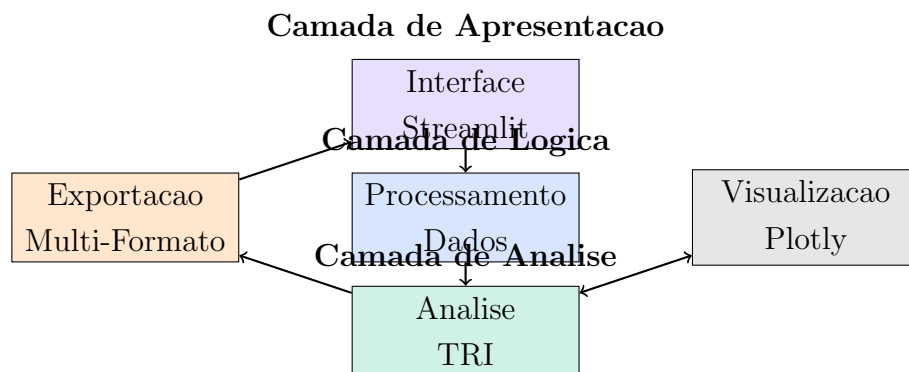 Camada de Apresentacao
Interface
Streamlit
Camada de Logica
Exportacao
Multi-Formato
Processamento
Dados
Visualizacao
Plotly
Camada de Analise
Analise
TRI